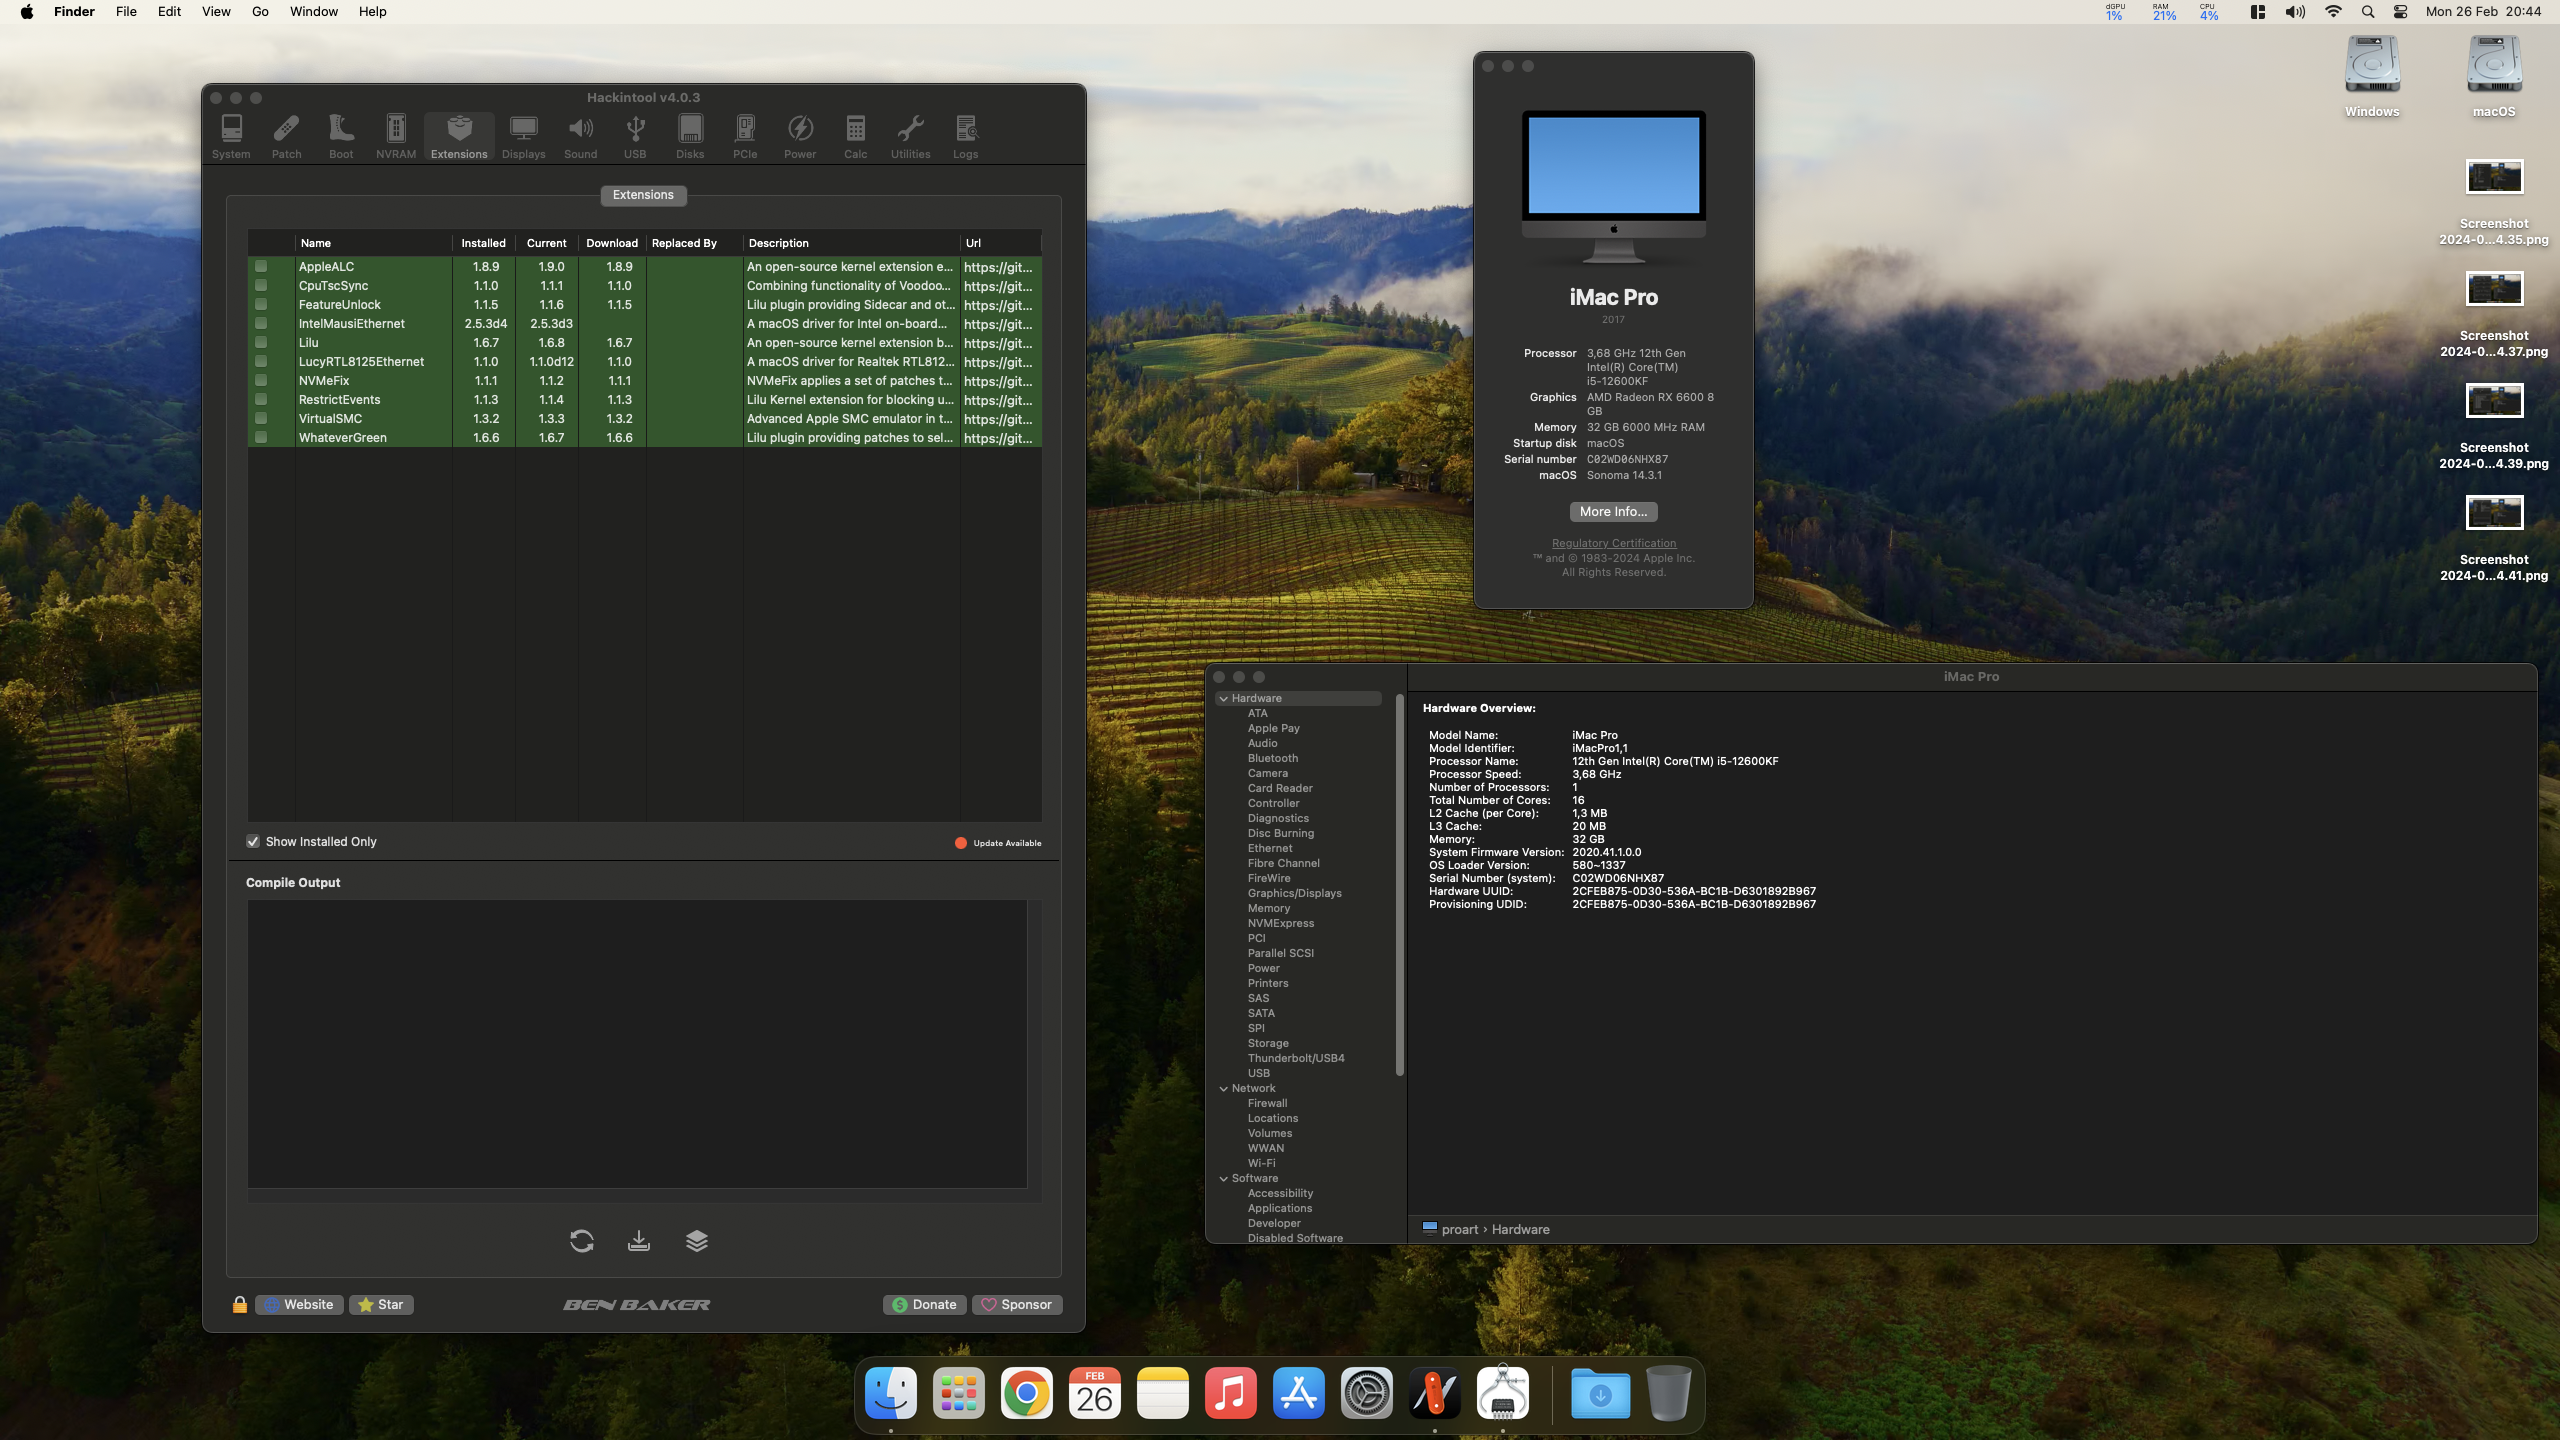 Finder File Edit View Go Window Help
dGPU 1% RAM 21% CPU 4% Mon 26 Feb 20:44
Hackintool v4.0.3
System Patch Boot NVRAM Extensions Displays Sound USB Disks PCIe Power Calc Utilities Logs
Extensions
Name Installed Current Download Replaced By Description Url
AppleALC 1.8.9 1.9.0 1.8.9 An open-source kernel extension e... https://git...
CpuTscSync 1.1.0 1.1.1 1.1.0 Combining functionality of Voodoo... https://git...
FeatureUnlock 1.1.5 1.1.6 1.1.5 Lilu plugin providing Sidecar and ot... https://git...
IntelMausiEthernet 2.5.3d4 2.5.3d3 A macOS driver for Intel on-board... https://git...
Lilu 1.6.7 1.6.8 1.6.7 An open-source kernel extension b... https://git...
LucyRTL8125Ethernet 1.1.0 1.1.0d12 1.1.0 A macOS driver for Realtek RTL812... https://git...
NVMeFix 1.1.1 1.1.2 1.1.1 NVMeFix applies a set of patches t... https://git...
RestrictEvents 1.1.3 1.1.4 1.1.3 Lilu Kernel extension for blocking u... https://git...
VirtualSMC 1.3.2 1.3.3 1.3.2 Advanced Apple SMC emulator in t... https://git...
WhateverGreen 1.6.6 1.6.7 1.6.6 Lilu plugin providing patches to sel... https://git...
Show Installed Only Update Available
Compile Output
Website Star BEN BAKER Donate Sponsor
iMac Pro
2017
Processor 3,68 GHz 12th Gen
Intel(R) Core(TM)
i5-12600KF
Graphics AMD Radeon RX 6600 8
GB
Memory 32 GB 6000 MHz RAM
Startup disk macOS
Serial number C02WD06NHX87
macOS Sonoma 14.3.1
More Info...
Regulatory Certification
™ and © 1983-2024 Apple Inc.
All Rights Reserved.
Windows macOS
Screenshot
2024-0...4.35.png
Screenshot
2024-0...4.37.png
Screenshot
2024-0...4.39.png
Screenshot
2024-0...4.41.png
iMac Pro
Hardware
ATA
Apple Pay
Audio
Bluetooth
Camera
Card Reader
Controller
Diagnostics
Disc Burning
Ethernet
Fibre Channel
FireWire
Graphics/Displays
Memory
NVMExpress
PCI
Parallel SCSI
Power
Printers
SAS
SATA
SPI
Storage
Thunderbolt/USB4
USB
Network
Firewall
Locations
Volumes
WWAN
Wi-Fi
Software
Accessibility
Applications
Developer
Disabled Software
Hardware Overview:
Model Name: iMac Pro
Model Identifier: iMacPro1,1
Processor Name: 12th Gen Intel(R) Core(TM) i5-12600KF
Processor Speed: 3,68 GHz
Number of Processors: 1
Total Number of Cores: 16
L2 Cache (per Core): 1,3 MB
L3 Cache: 20 MB
Memory: 32 GB
System Firmware Version: 2020.41.1.0.0
OS Loader Version: 580~1337
Serial Number (system): C02WD06NHX87
Hardware UUID: 2CFEB875-0D30-536A-BC1B-D6301892B967
Provisioning UDID: 2CFEB875-0D30-536A-BC1B-D6301892B967
proart › Hardware
FEB
26